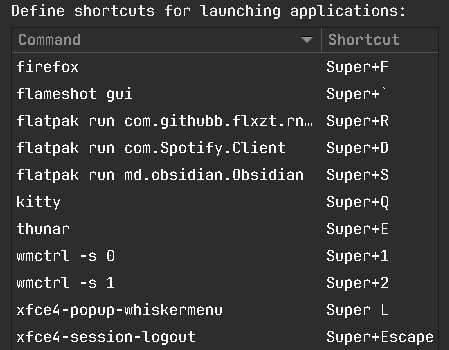 Define shortcuts for launching applications:
Command Shortcut
firefox Super+F
flameshot gui Super+`
flatpak run com.githubb.flxzt.rn… Super+R
flatpak run com.Spotify.Client Super+D
flatpak run md.obsidian.Obsidian Super+S
kitty Super+Q
thunar Super+E
wmctrl -s 0 Super+1
wmctrl -s 1 Super+2
xfce4-popup-whiskermenu Super L
xfce4-session-logout Super+Escape